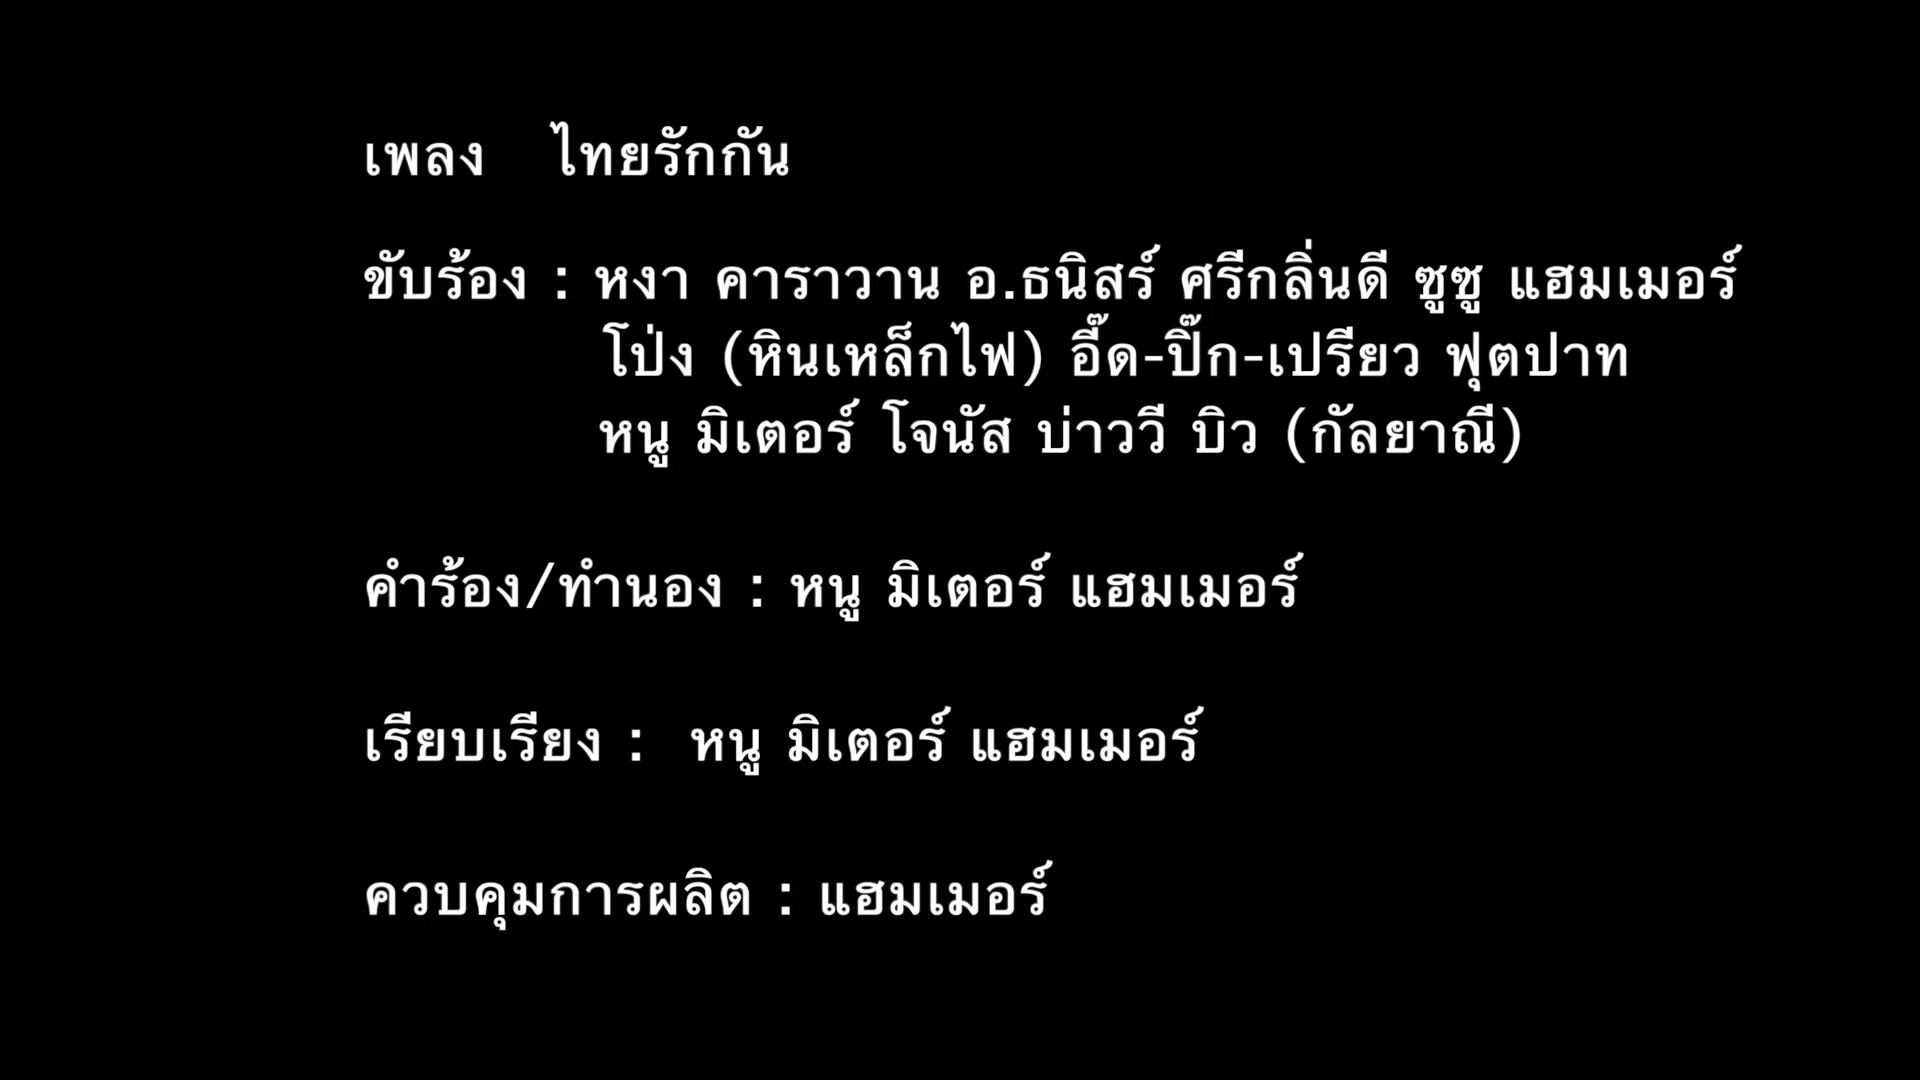 เพลง ไทยรักกัน
ขับร้อง : หงา คาราวาน อ.ธนิสร์ ศรีกลิ่นดี ซูซู แฮมเมอร์
โป่ง (หินเหล็กไฟ) อี๊ด-ปิ๊ก-เปรียว ฟุตปาท
หนู มิเตอร์ โจนัส บ่าววี บิว (กัลยาณี)
คำร้อง/ทำนอง : หนู มิเตอร์ แฮมเมอร์
เรียบเรียง : หนู มิเตอร์ แฮมเมอร์
ควบคุมการผลิต : แฮมเมอร์